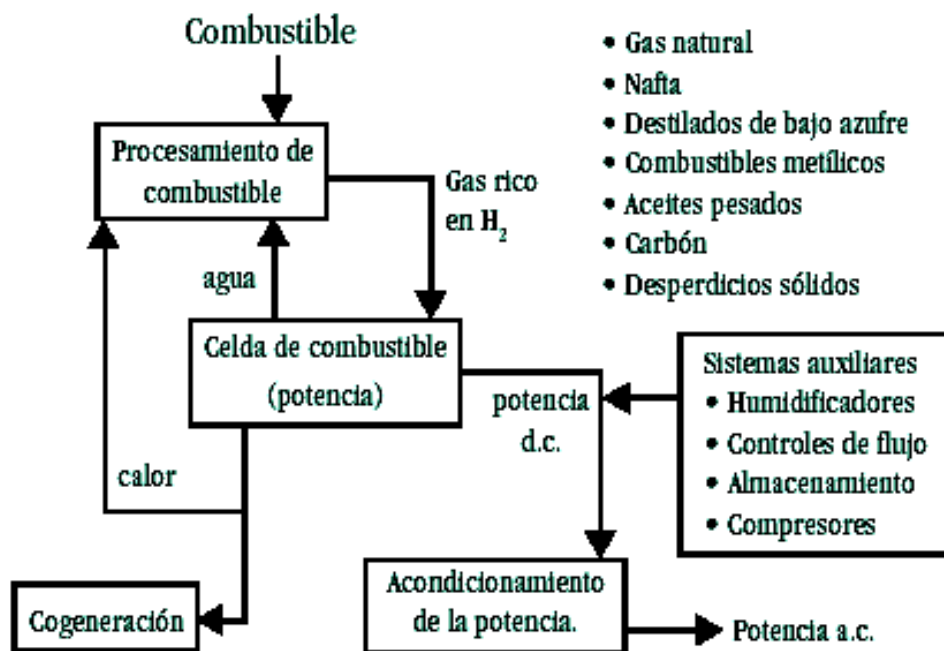 Combustible
• Gas natural
• Nafta
• Destilados de bajo azufre
• Combustibles metílicos
• Aceites pesados
• Carbón
• Desperdicios sólidos
Procesamiento de
combustible
Gas rico
en H₂
agua
Celda de combustible
(potencia)
potencia
d.c.
Sistemas auxiliares
• Humidificadores
• Controles de flujo
• Almacenamiento
• Compresores
calor
Cogeneración
Acondicionamiento
de la potencia.
Potencia a.c.